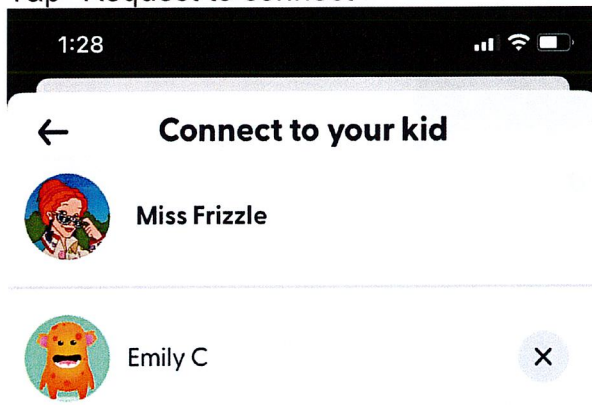 Tap "Request to connect"
1:28
Connect to your kid
Miss Frizzle
Emily C